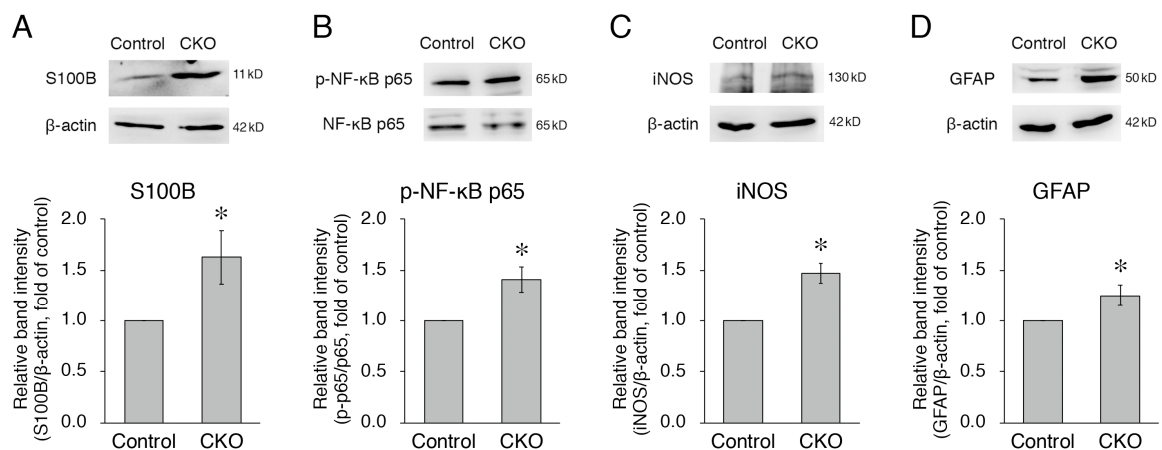 A
B
C
D
Control CKO
Control CKO
Control CKO
Control CKO
S100B 11 kD
p-NF-κB p65 65 kD
iNOS 130 kD
GFAP 50 kD
β-actin 42 kD
NF-κB p65 65 kD
β-actin 42 kD
β-actin 42 kD
S100B
Relative band intensity
(S100B/β-actin, fold of control)
2.0
1.5
1.0
0.5
0.0
*
Control CKO
p-NF-κB p65
Relative band intensity
(p-p65/p65, fold of control)
2.0
1.5
1.0
0.5
0.0
*
Control CKO
iNOS
Relative band intensity
(iNOS/β-actin, fold of control)
2.0
1.5
1.0
0.5
0.0
*
Control CKO
GFAP
Relative band intensity
(GFAP/β-actin, fold of control)
2.0
1.5
1.0
0.5
0.0
*
Control CKO